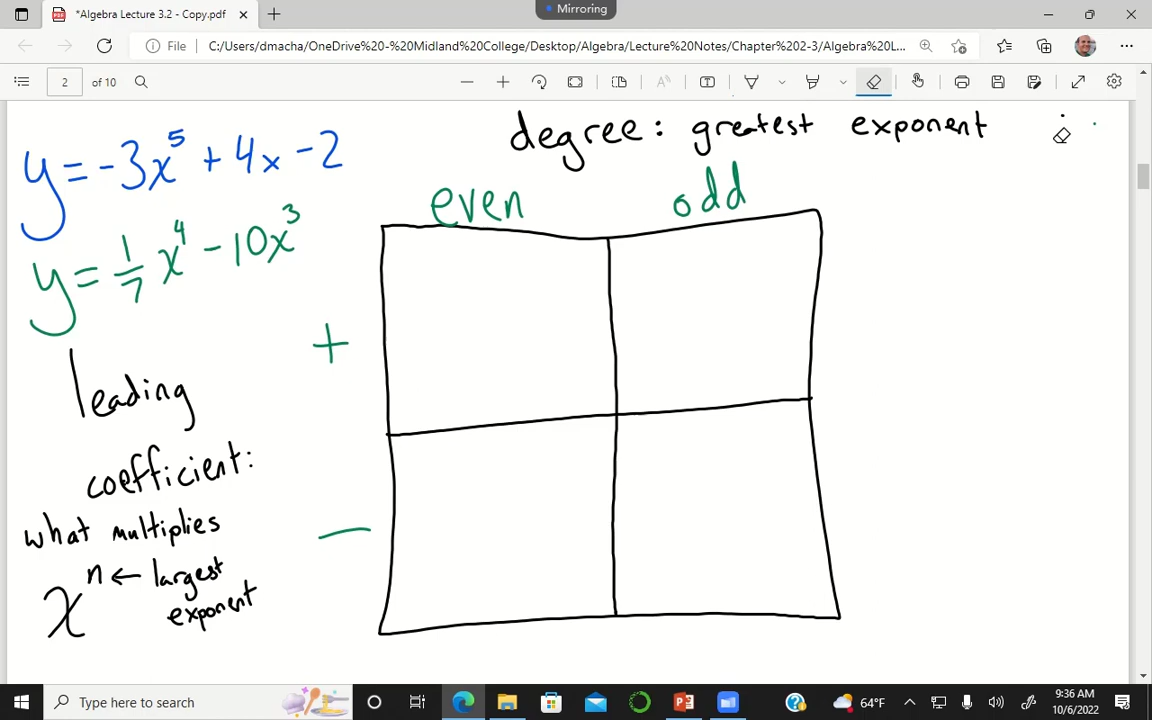 Mirroring
*Algebra Lecture 3.2 - Copy.pdf
File C:/Users/dmacha/OneDrive%20-%20Midland%20College/Desktop/Algebra/Lecture%20Notes/Chapter%202-3/Algebra%20L...
2 of 10
degree: greatest exponent
y = -3x^5 + 4x - 2
even odd
y = 1/7 x^4 - 10x^3
+
leading
coefficient:
what multiplies
−
x^n ← largest
exponent
Type here to search
64°F
9:36 AM
10/6/2022